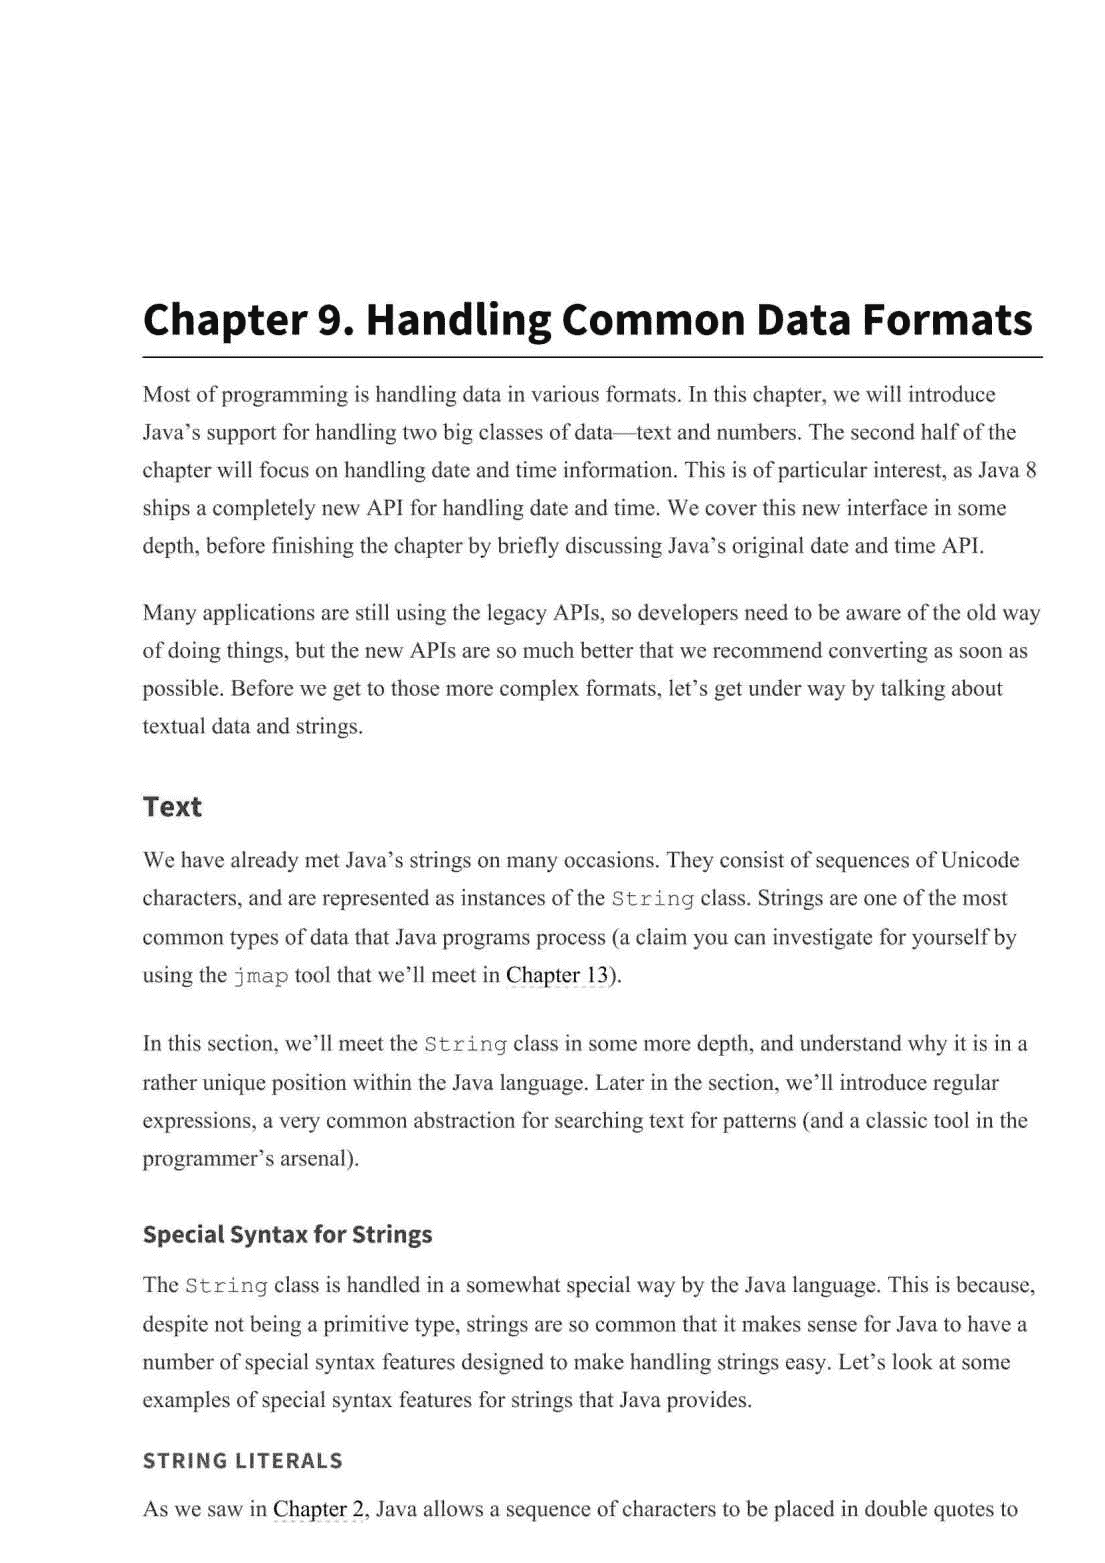 Chapter 9. Handling Common Data Formats
Most of programming is handling data in various formats. In this chapter, we will introduce
Java’s support for handling two big classes of data—text and numbers. The second half of the
chapter will focus on handling date and time information. This is of particular interest, as Java 8
ships a completely new API for handling date and time. We cover this new interface in some
depth, before finishing the chapter by briefly discussing Java’s original date and time API.
Many applications are still using the legacy APIs, so developers need to be aware of the old way
of doing things, but the new APIs are so much better that we recommend converting as soon as
possible. Before we get to those more complex formats, let’s get under way by talking about
textual data and strings.
Text
We have already met Java’s strings on many occasions. They consist of sequences of Unicode
characters, and are represented as instances of the String class. Strings are one of the most
common types of data that Java programs process (a claim you can investigate for yourself by
using the jmap tool that we’ll meet in Chapter 13).
In this section, we’ll meet the String class in some more depth, and understand why it is in a
rather unique position within the Java language. Later in the section, we’ll introduce regular
expressions, a very common abstraction for searching text for patterns (and a classic tool in the
programmer’s arsenal).
Special Syntax for Strings
The String class is handled in a somewhat special way by the Java language. This is because,
despite not being a primitive type, strings are so common that it makes sense for Java to have a
number of special syntax features designed to make handling strings easy. Let’s look at some
examples of special syntax features for strings that Java provides.
STRING LITERALS
As we saw in Chapter 2, Java allows a sequence of characters to be placed in double quotes to